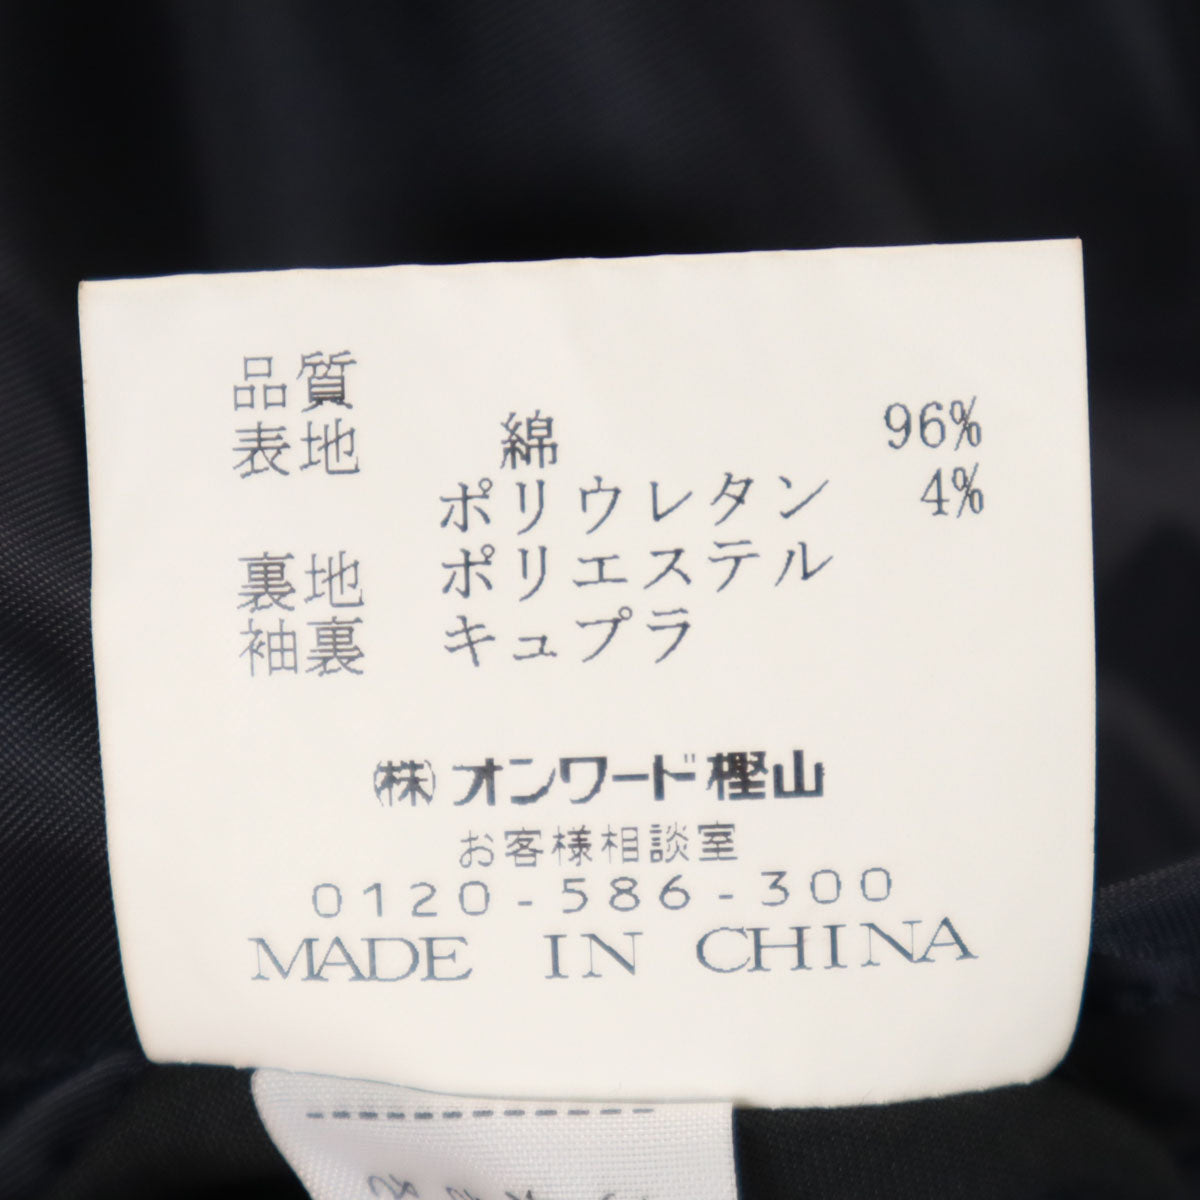 品質
表地 綿 96%
ポリウレタン 4%
裏地 ポリエステル
袖裏 キュプラ
㈱オンワード樫山
お客様相談室
0120-586-300
MADE IN CHINA